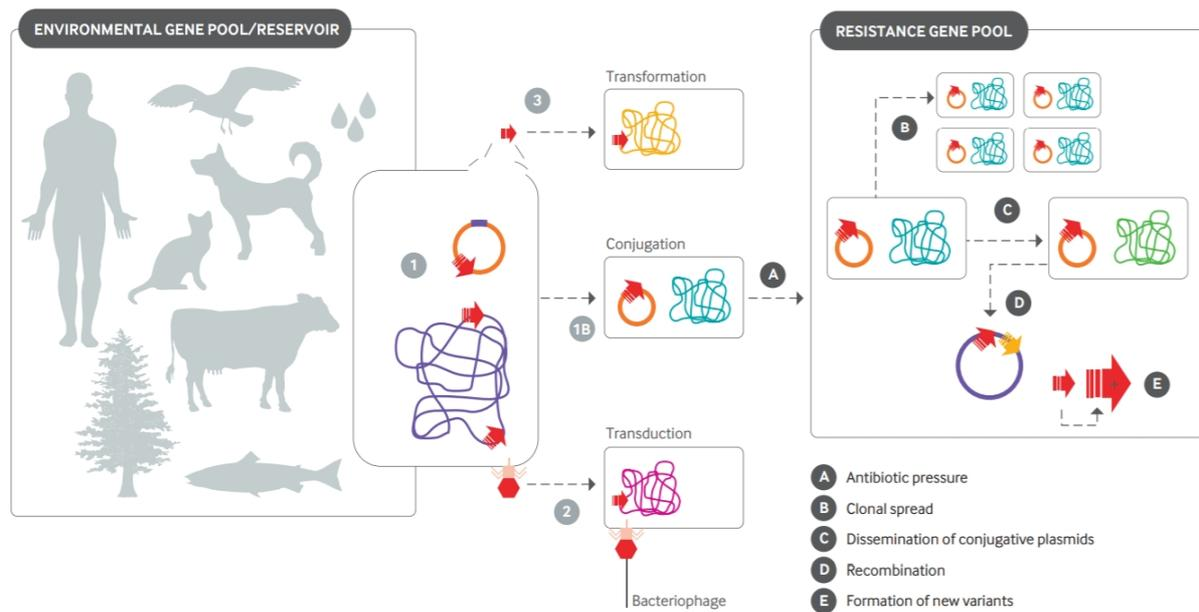 ENVIRONMENTAL GENE POOL/RESERVOIR
RESISTANCE GENE POOL
Transformation
3
B
C
1
Conjugation
A
1B
D
E
Transduction
2
Bacteriophage
A Antibiotic pressure
B Clonal spread
C Dissemination of conjugative plasmids
D Recombination
E Formation of new variants